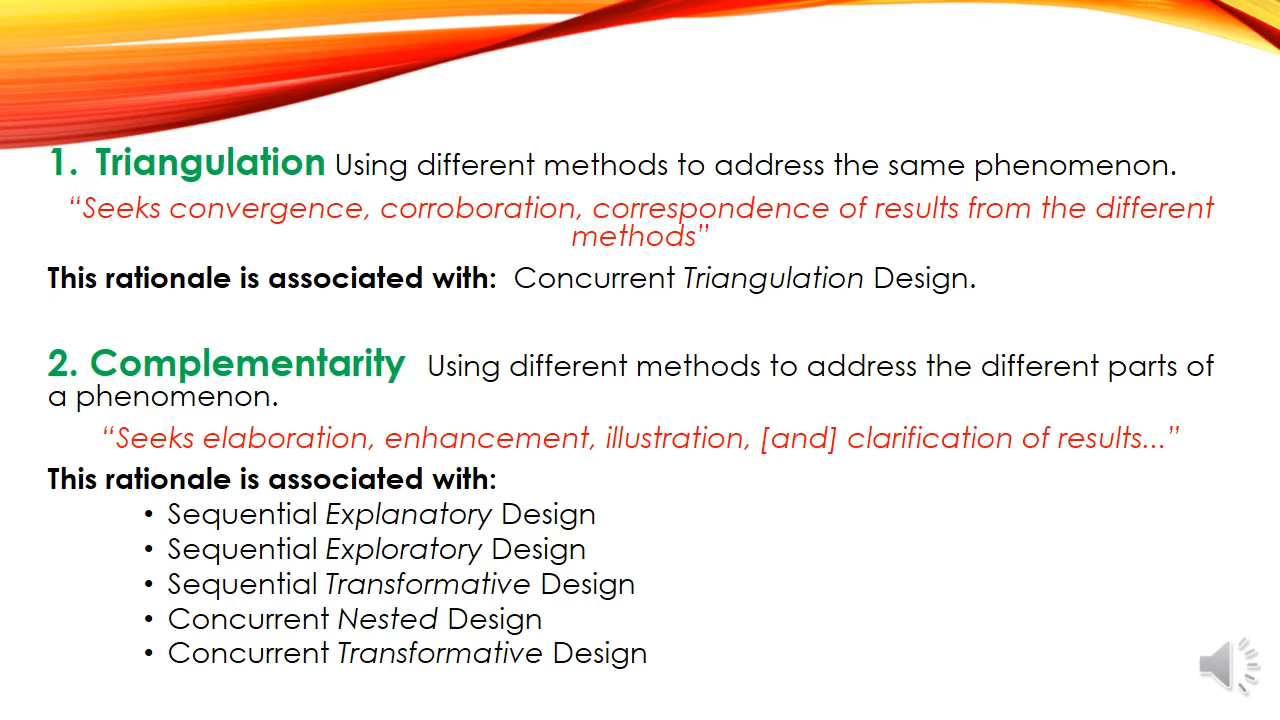 1. Triangulation Using different methods to address the same phenomenon.
“Seeks convergence, corroboration, correspondence of results from the different
methods”
This rationale is associated with: Concurrent Triangulation Design.
2. Complementarity Using different methods to address the different parts of
a phenomenon.
“Seeks elaboration, enhancement, illustration, [and] clarification of results...”
This rationale is associated with:
• Sequential Explanatory Design
• Sequential Exploratory Design
• Sequential Transformative Design
• Concurrent Nested Design
• Concurrent Transformative Design